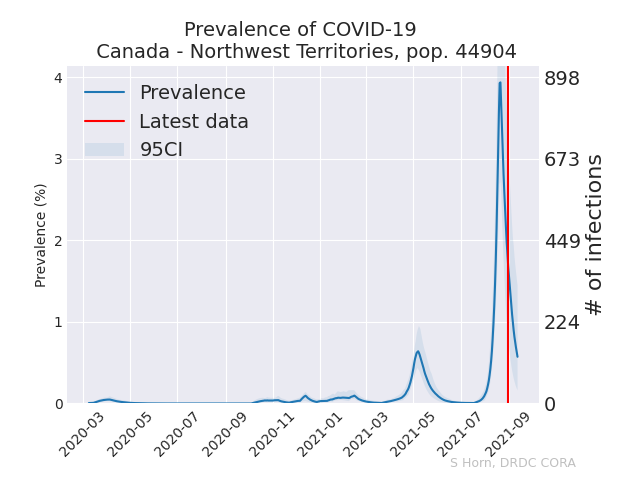 Prevalence of COVID-19
Canada - Northwest Territories, pop. 44904
Prevalence
Latest data
95CI
Prevalence (%)
4
3
2
1
0
898
673
449
224
0
# of infections
2020-03
2020-05
2020-07
2020-09
2020-11
2021-01
2021-03
2021-05
2021-07
2021-09
S Horn, DRDC CORA